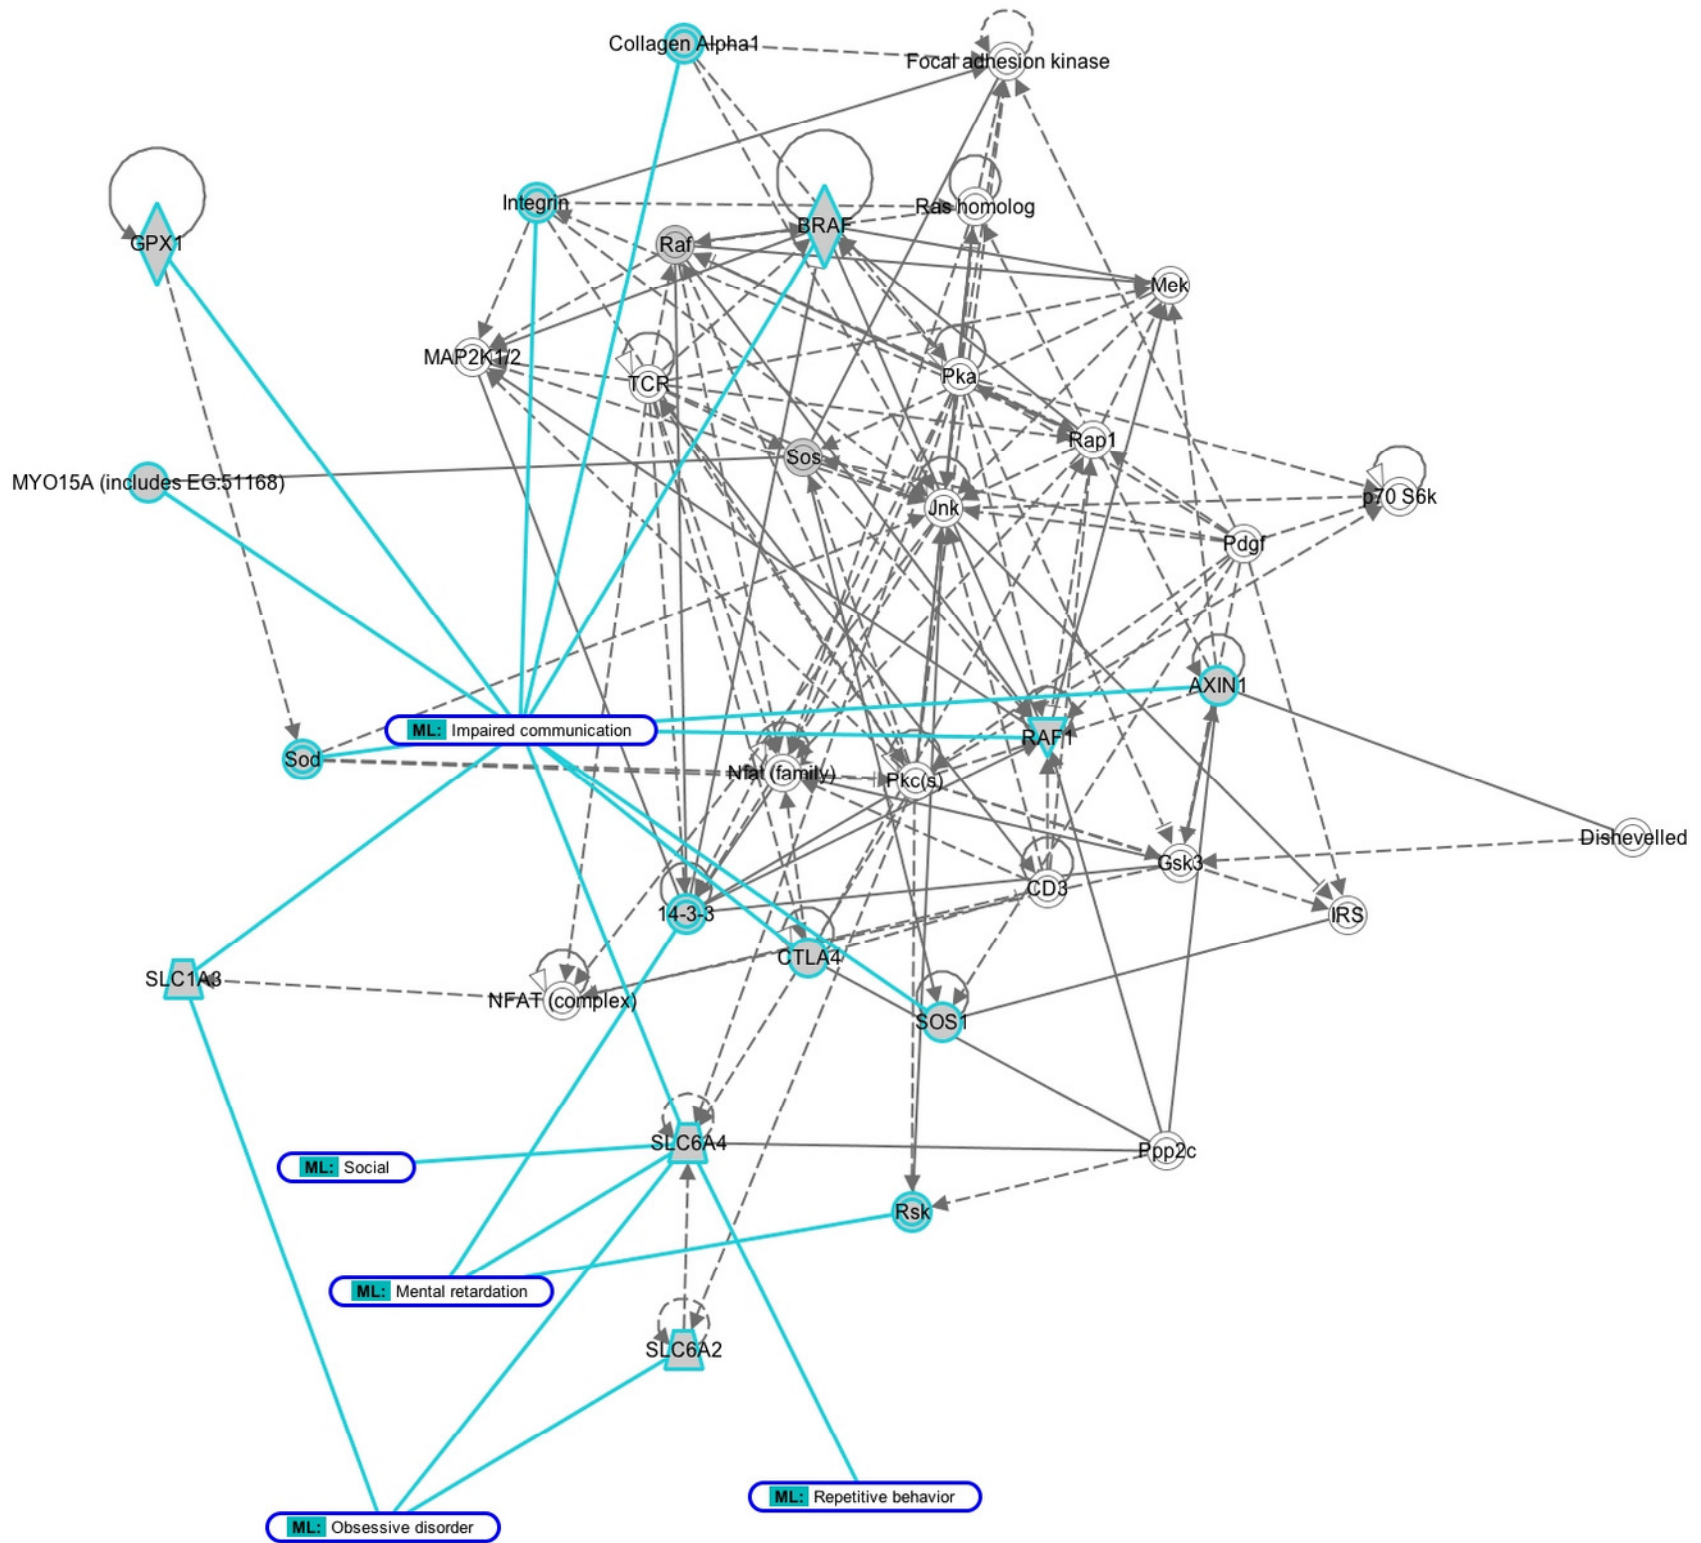 Collagen Alpha1
Focal adhesion kinase
Integrin
BRAF
Ras homolog
GPX1
Raf
Mek
MAP2K1/2
TCR
Pka
Rap1
Sos
MYO15A (includes EG:51168)
p70 S6k
Jnk
Pdgf
AXIN1
ML: Impaired communication
RAF1
Sod
Nfat (family)
Pkc(s)
Dishevelled
Gsk3
CD3
14-3-3
IRS
CTLA4
SLC1A3
NFAT (complex)
SOS1
SLC6A4
Ppp2c
ML: Social
Rsk
ML: Mental retardation
SLC6A2
ML: Repetitive behavior
ML: Obsessive disorder